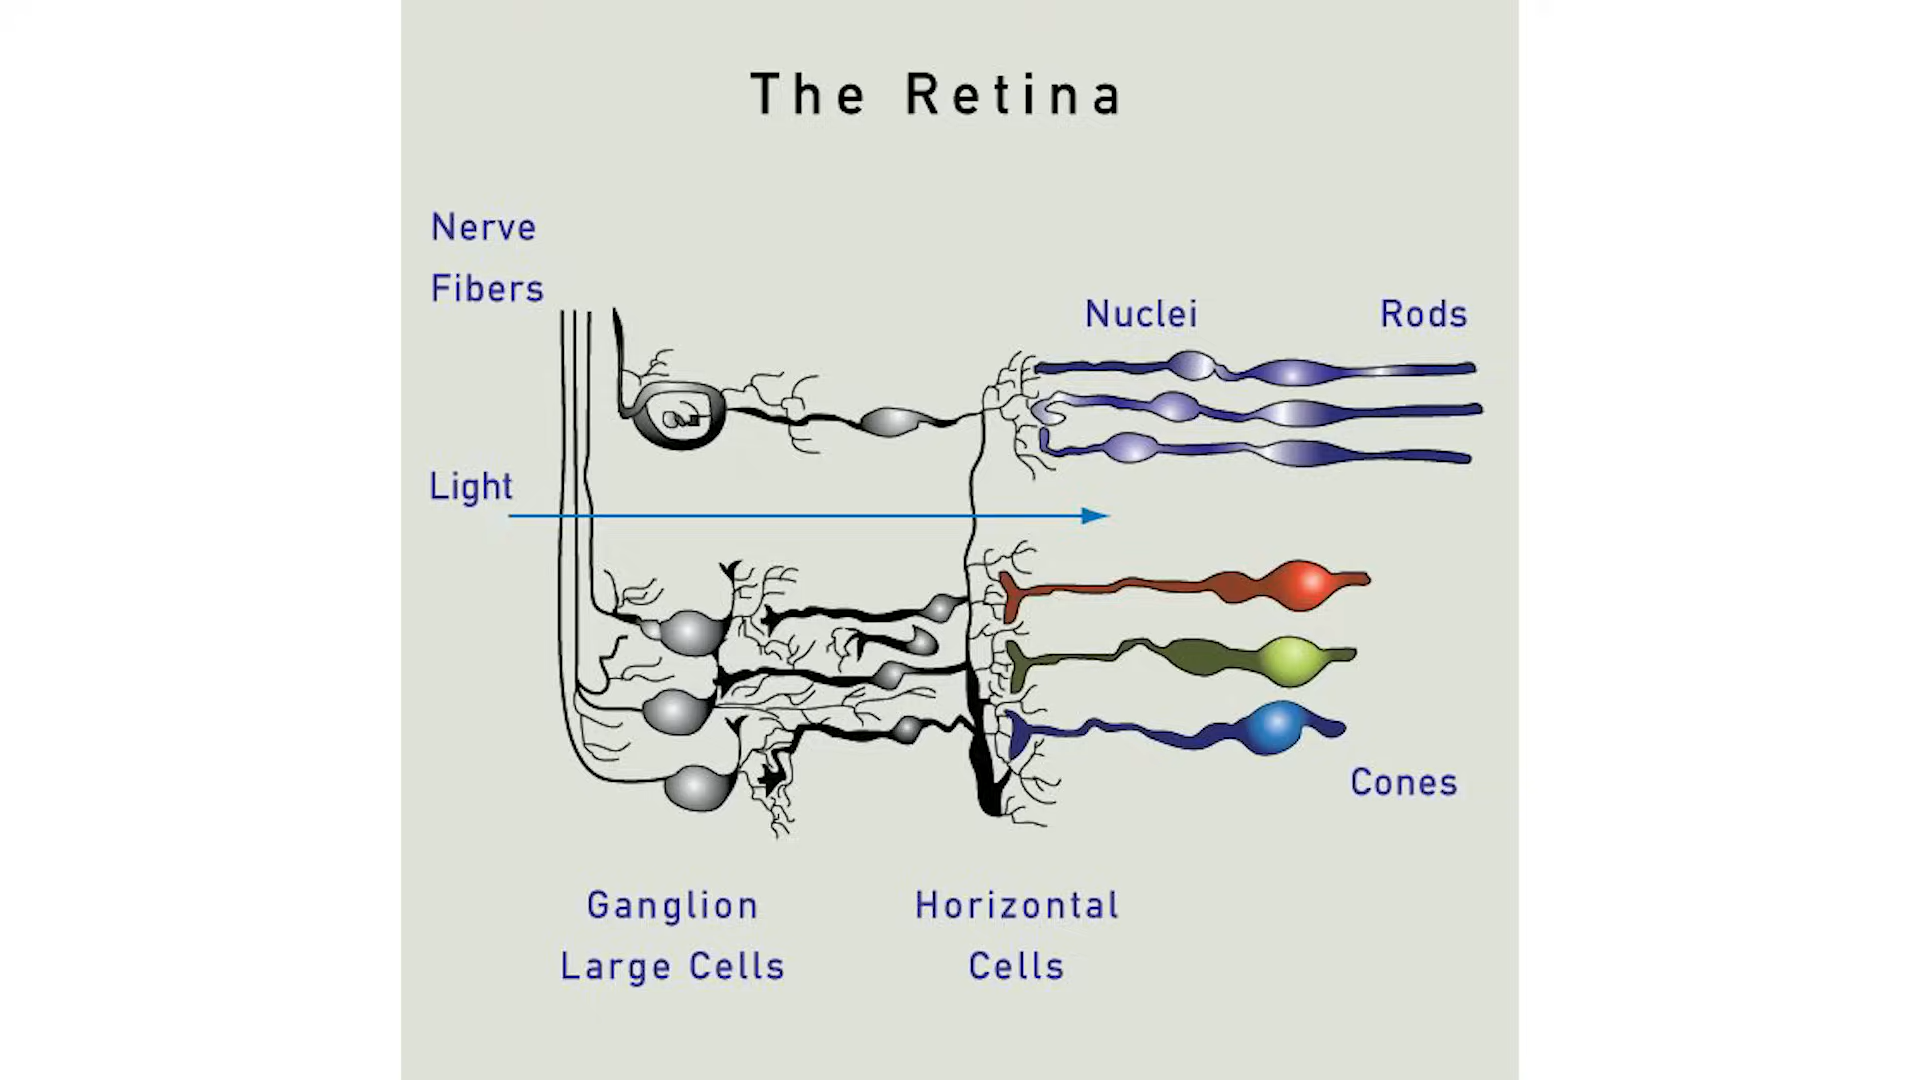 The Retina
Nerve
Fibers
Nuclei
Rods
Light
Cones
Ganglion
Large Cells
Horizontal
Cells